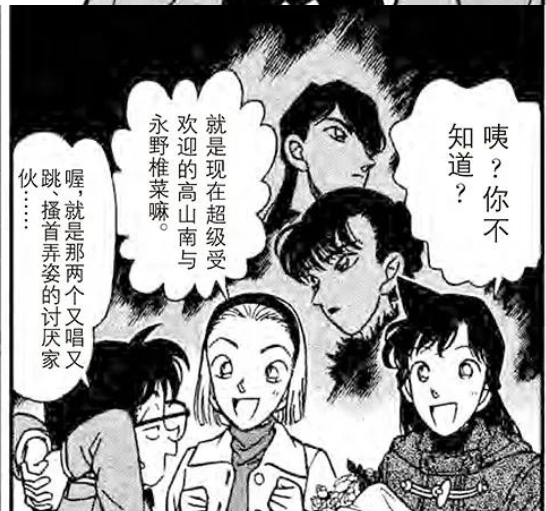 咦？你不
知道？
就是现在超级受
欢迎的高山南与
永野椎菜嘛。
喔，就是那两个又唱又
跳、搔首弄姿的讨厌家
伙……